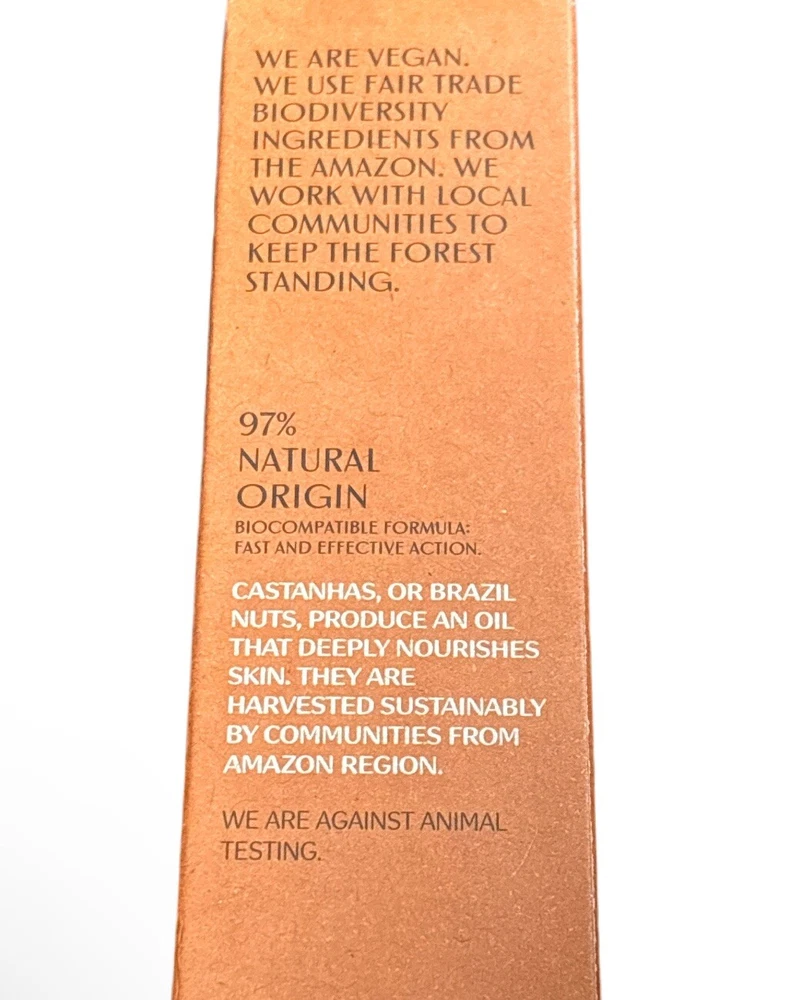 WE ARE VEGAN.
WE USE FAIR TRADE
BIODIVERSITY
INGREDIENTS FROM
THE AMAZON. WE
WORK WITH LOCAL
COMMUNITIES TO
KEEP THE FOREST
STANDING.
97%
NATURAL
ORIGIN
BIOCOMPATIBLE FORMULA:
FAST AND EFFECTIVE ACTION.
CASTANHAS, OR BRAZIL
NUTS, PRODUCE AN OIL
THAT DEEPLY NOURISHES
SKIN. THEY ARE
HARVESTED SUSTAINABLY
BY COMMUNITIES FROM
AMAZON REGION.
WE ARE AGAINST ANIMAL
TESTING.